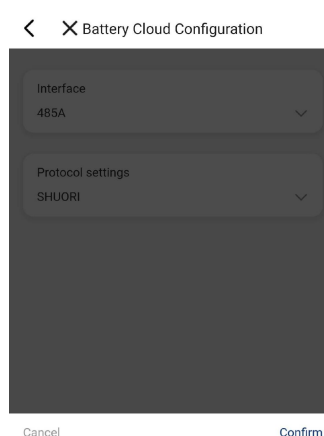 Battery Cloud Configuration
Interface
485A
Protocol settings
SHUORI
Cancel
Confirm